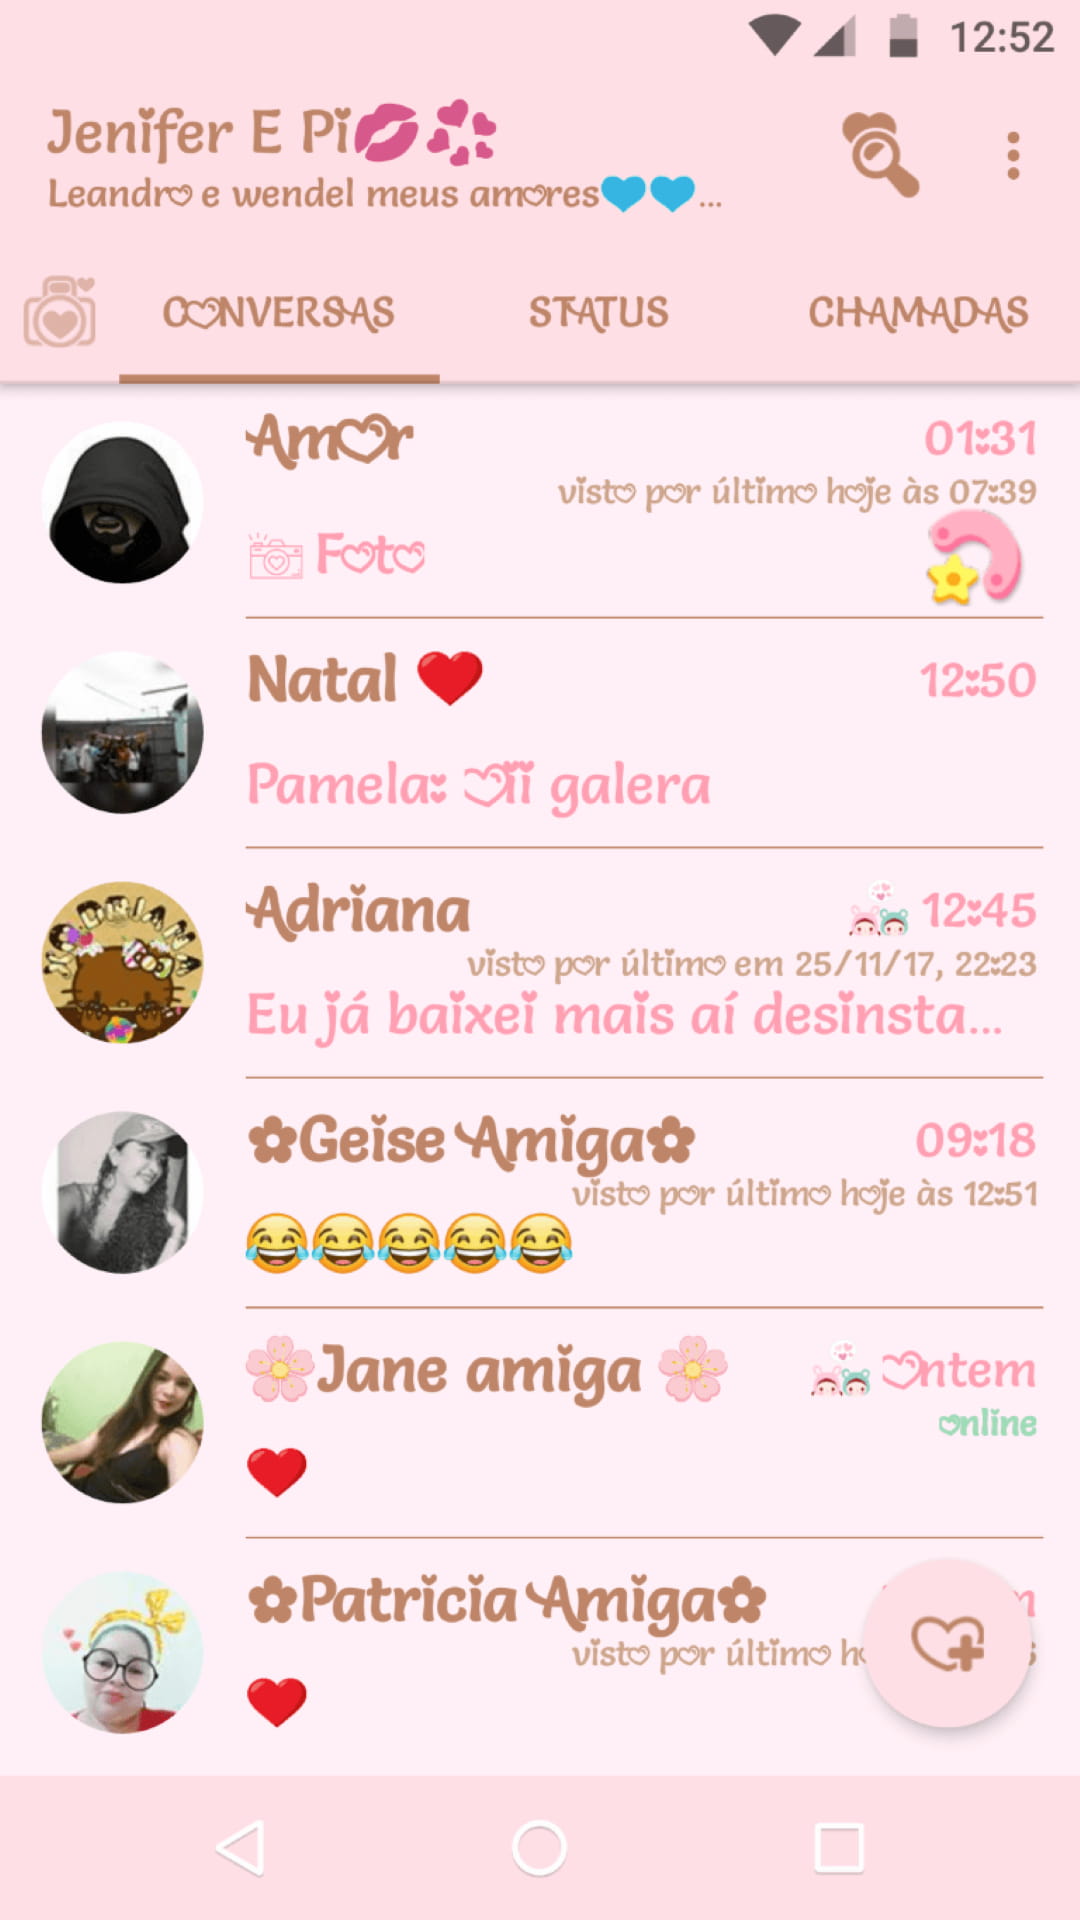 12:52
Jenifer E Pi💋💞
Leandro e wendel meus amores💙💙...
CONVERSAS STATUS CHAMADAS
Amor 01:31
visto por último hoje às 07:39
Foto
Natal ❤ 12:50
Pamela: Oii galera
ADRIANA
Adriana 12:45
visto por último em 25/11/17, 22:23
Eu já baixei mais aí desinsta...
✿Geise Amiga✿ 09:18
visto por último hoje às 12:51
😂😂😂😂😂
🌸Jane amiga 🌸 Ontem
online
❤
✿Patricia Amiga✿
visto por último
❤